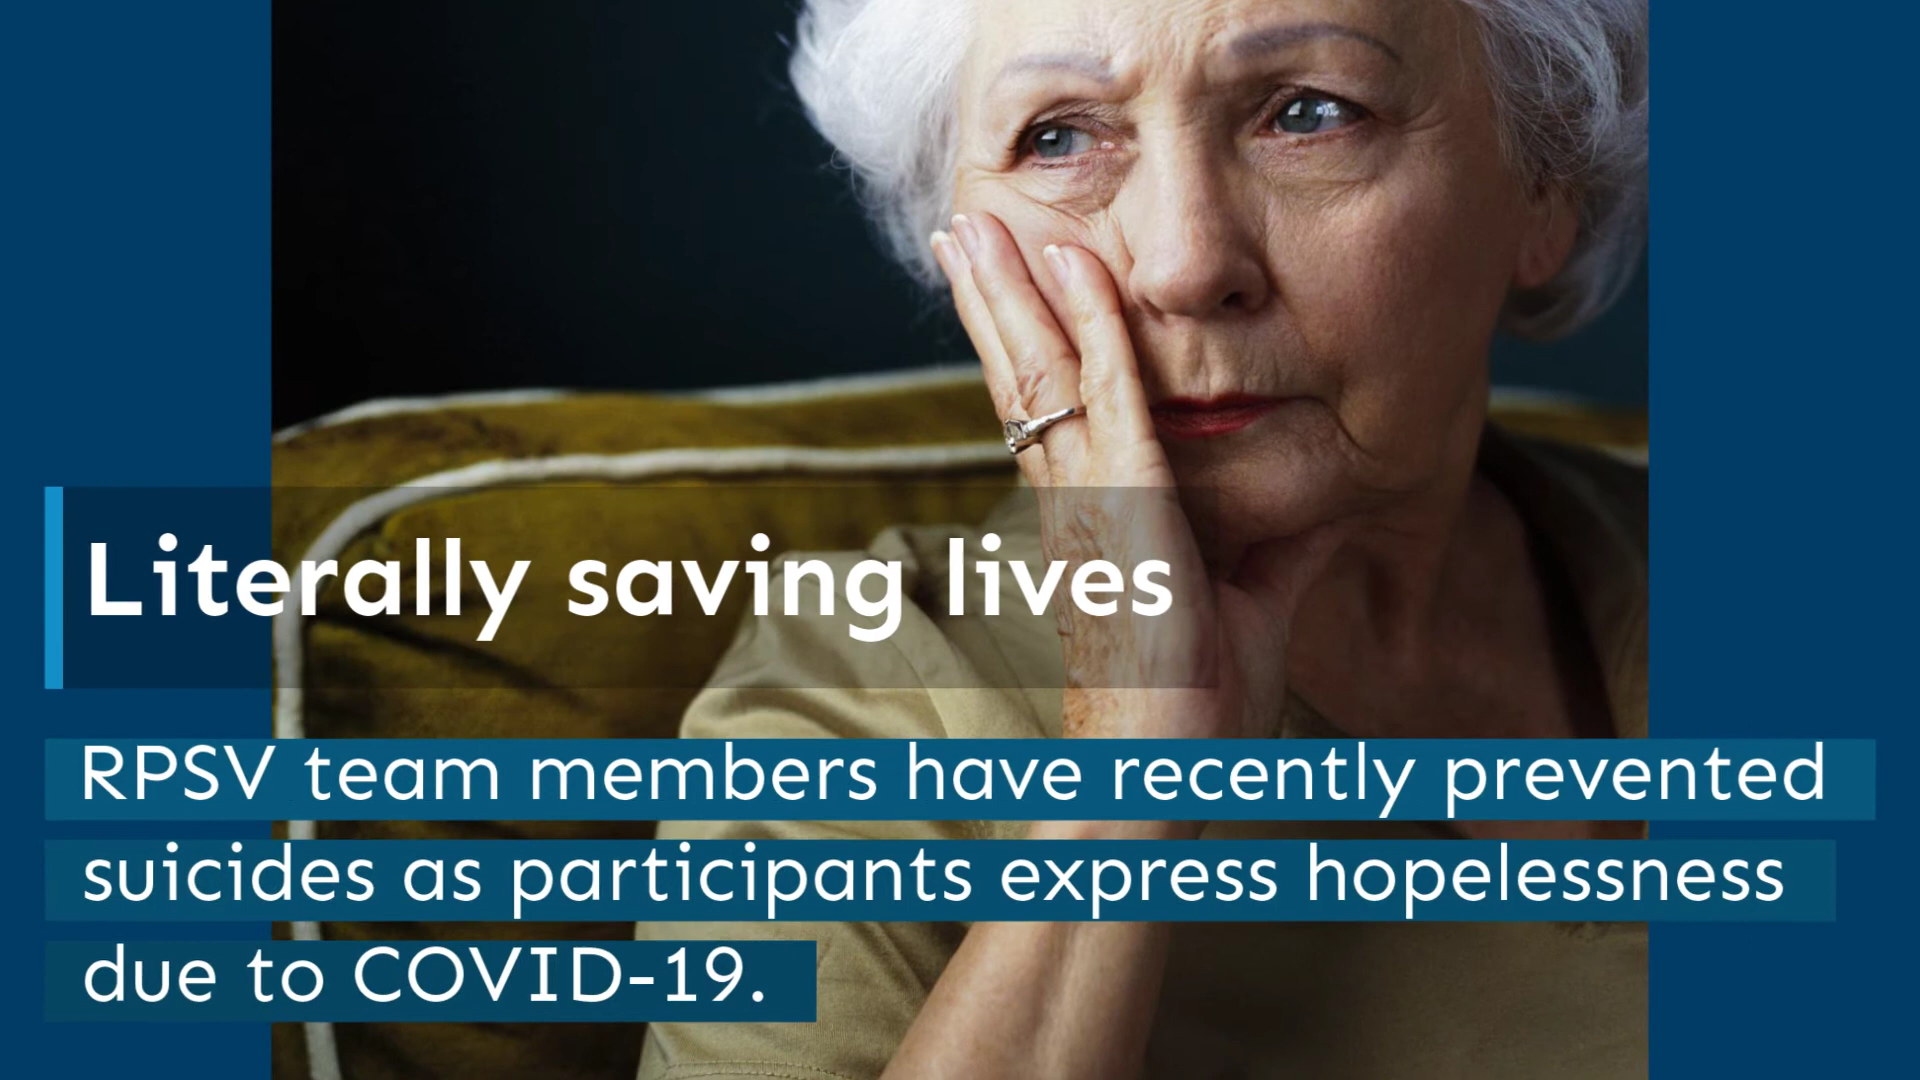 Literally saving lives
RPSV team members have recently prevented
suicides as participants express hopelessness
due to COVID-19.